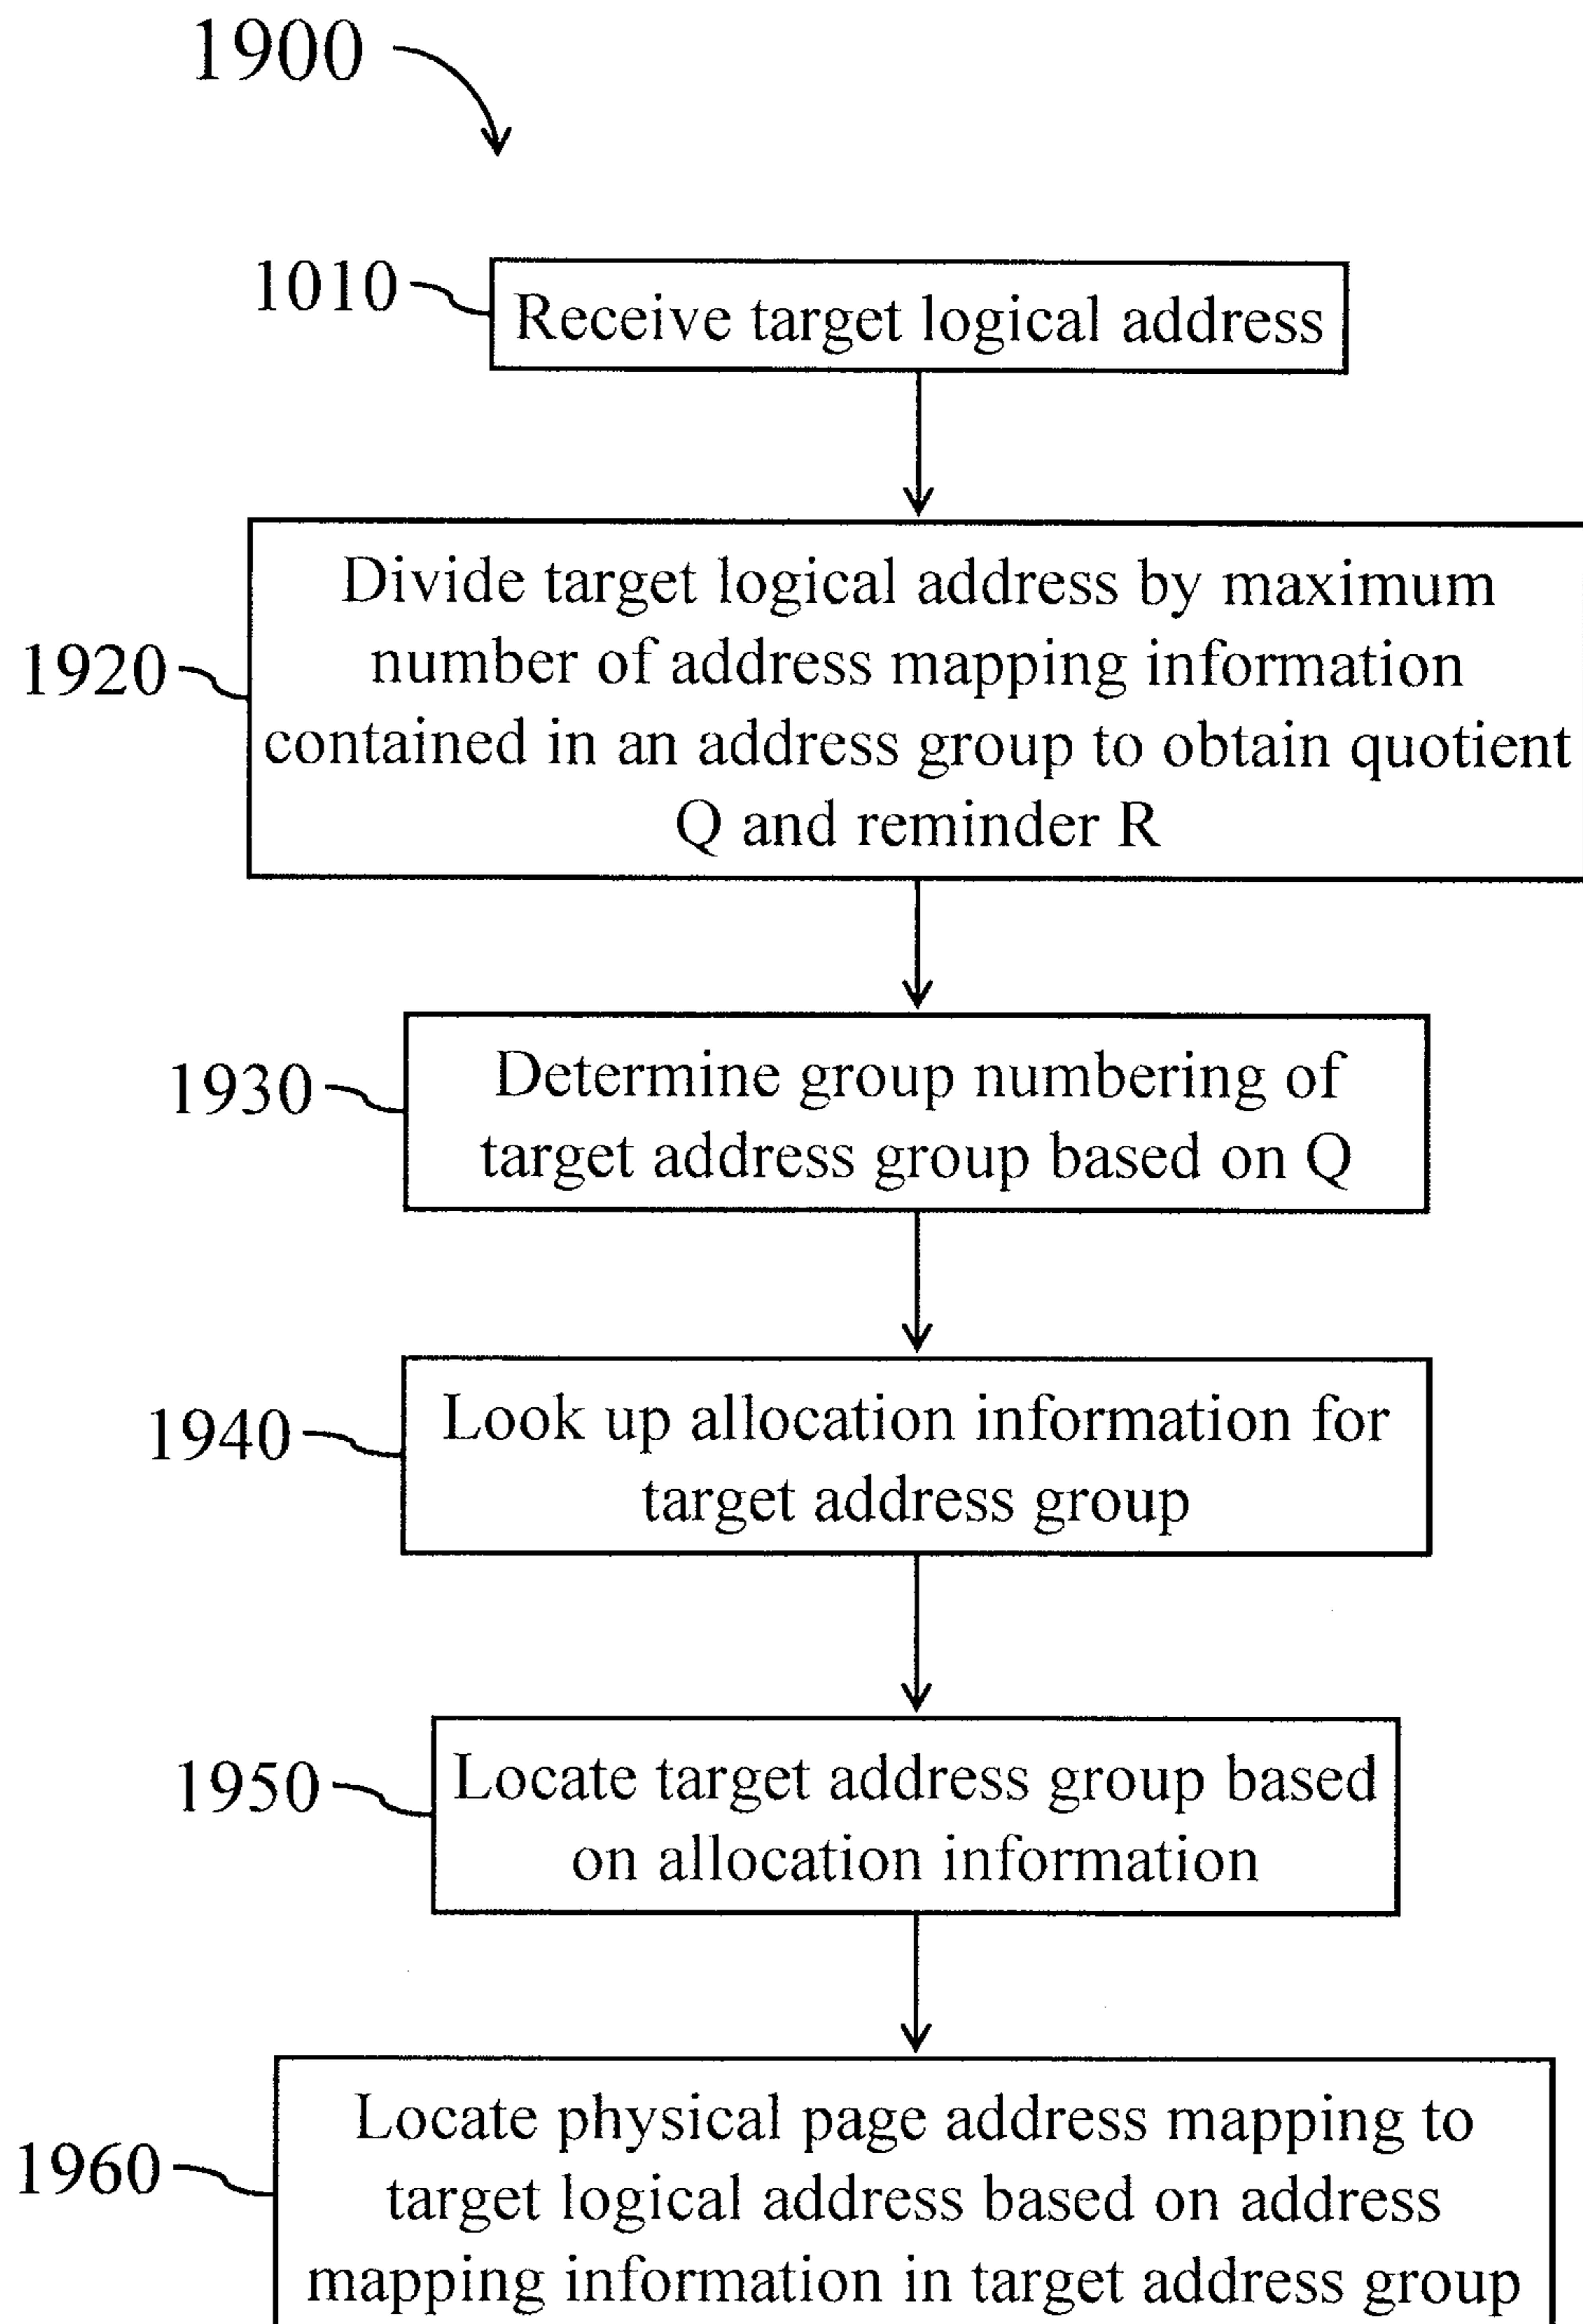 1900
1010
Receive target logical address
1920
Divide target logical address by maximum
number of address mapping information
contained in an address group to obtain quotient
Q and reminder R
1930
Determine group numbering of
target address group based on Q
1940
Look up allocation information for
target address group
1950
Locate target address group based
on allocation information
1960
Locate physical page address mapping to
target logical address based on address
mapping information in target address group